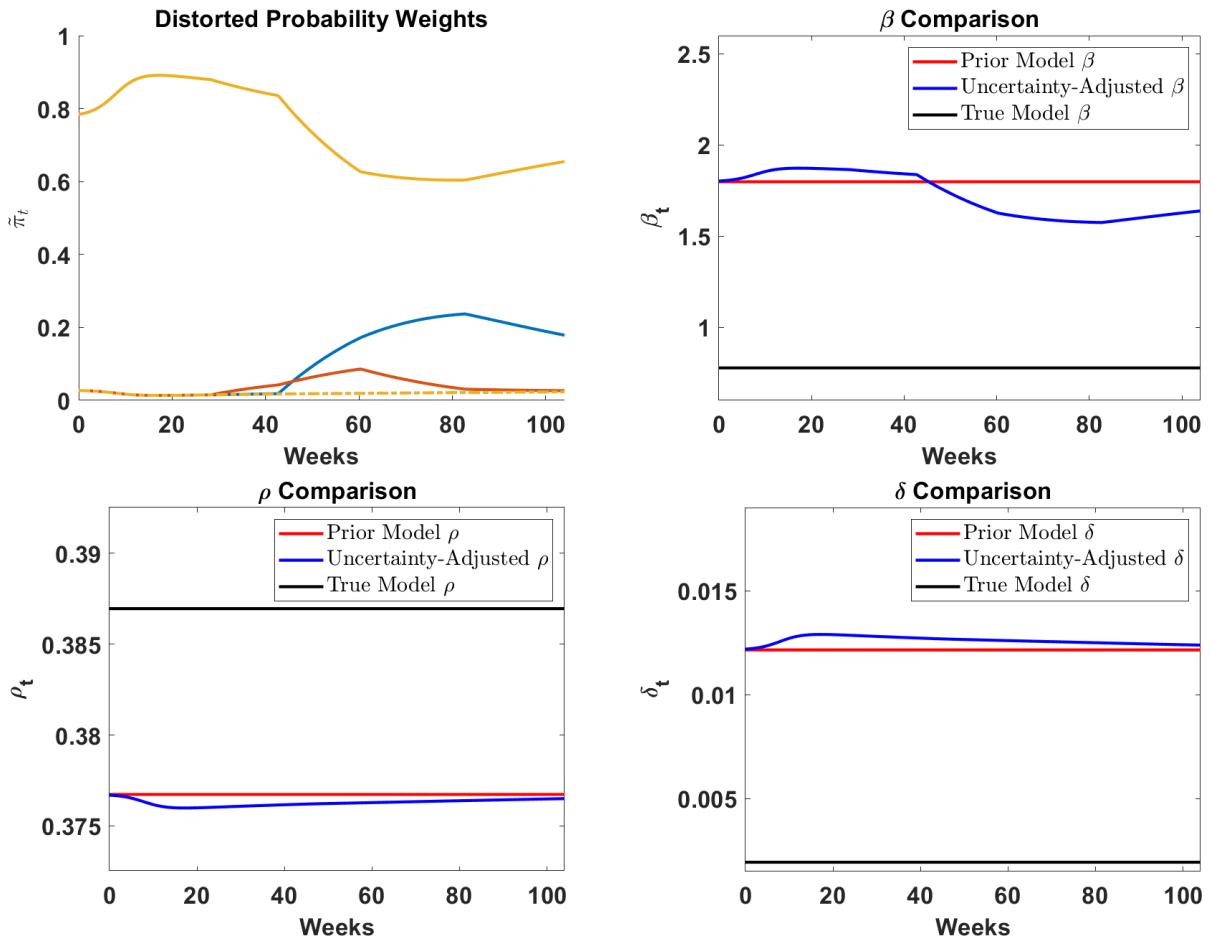 Distorted Probability Weights
1
0.8
0.6
0.4
0.2
0
π̃t
0 20 40 60 80 100
Weeks
β Comparison
Prior Model β
Uncertainty-Adjusted β
True Model β
2.5
2
1.5
1
βt
0 20 40 60 80 100
Weeks
ρ Comparison
Prior Model ρ
Uncertainty-Adjusted ρ
True Model ρ
0.39
0.385
0.38
0.375
ρt
0 20 40 60 80 100
Weeks
δ Comparison
Prior Model δ
Uncertainty-Adjusted δ
True Model δ
0.015
0.01
0.005
δt
0 20 40 60 80 100
Weeks